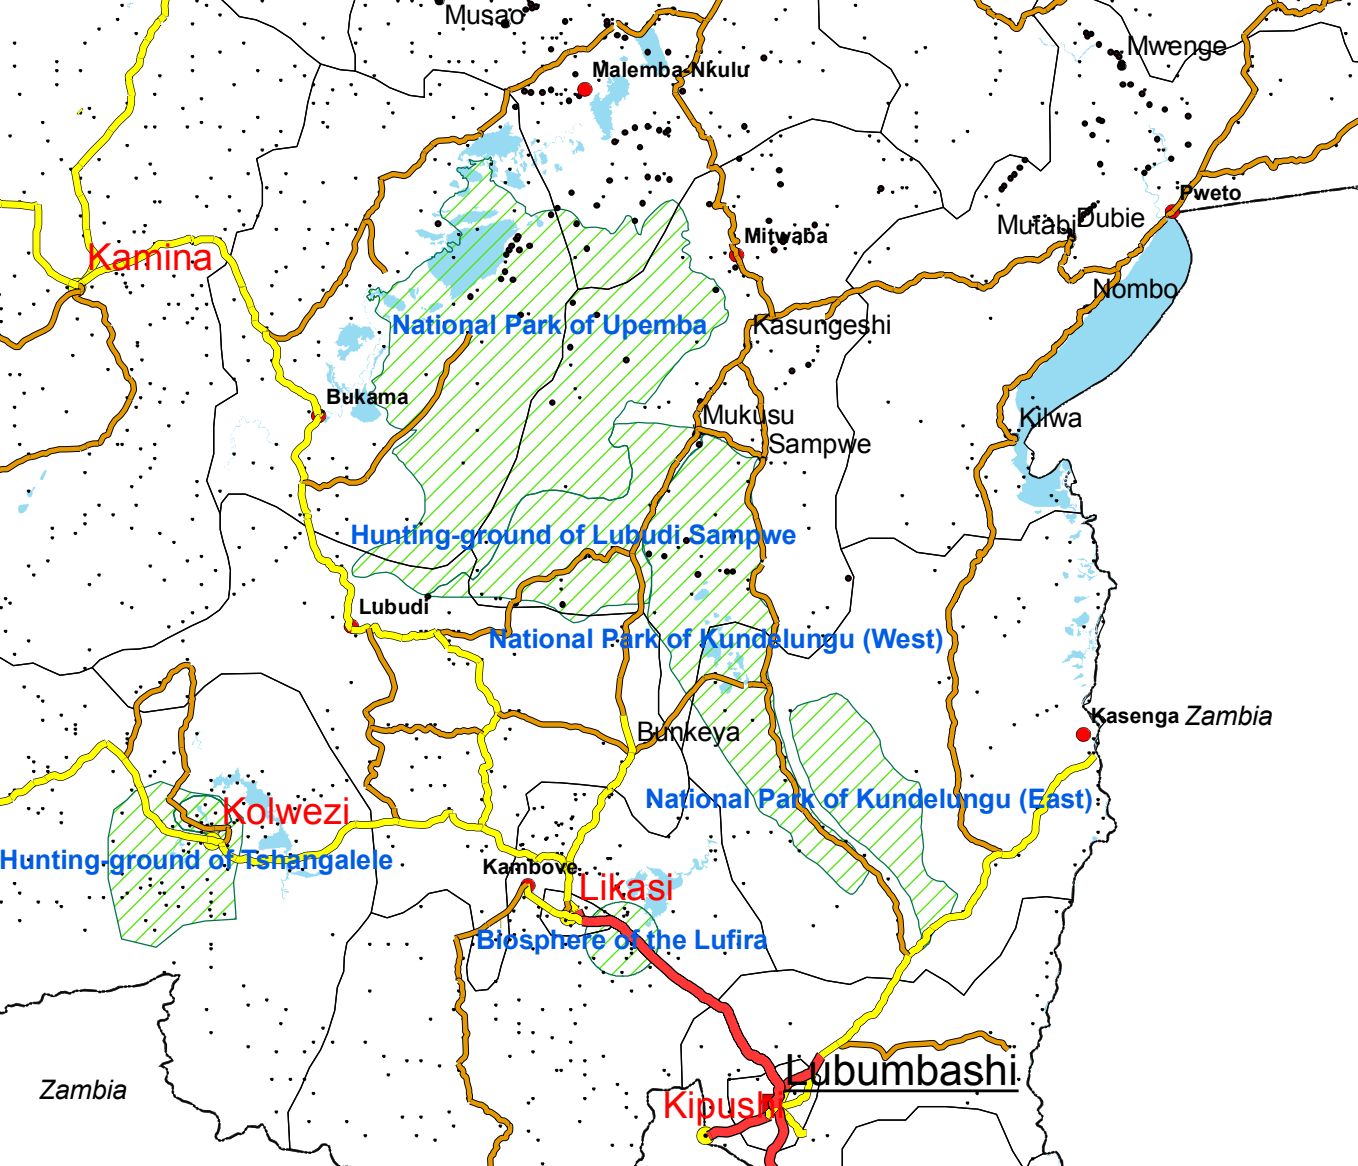 Musao
Mwenge
Malemba-Nkulu
Pweto
Mutabi
Dubie
Mitwaba
Kamina
Nombo
National Park of Upemba
Kasungeshi
Bukama
Mukusu
Kilwa
Sampwe
Hunting-ground of Lubudi Sampwe
Lubudi
National Park of Kundelungu (West)
Kasenga
Zambia
Bunkeya
National Park of Kundelungu (East)
Kolwezi
Hunting-ground of Tshangalele
Kambove
Likasi
Biosphere of the Lufira
Lubumbashi
Zambia
Kipushi